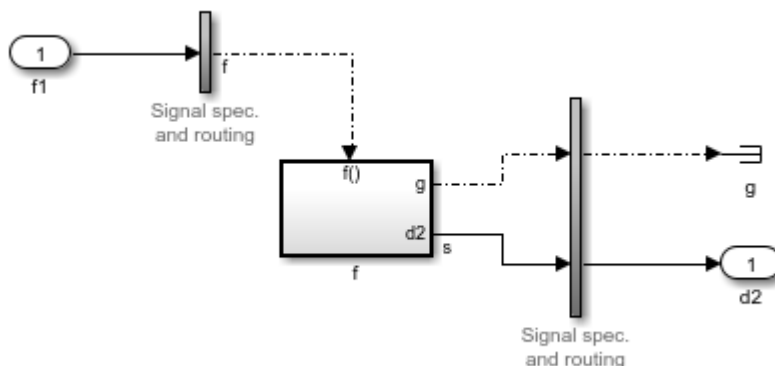 1
f1
f
Signal spec.
and routing
f()
g
d2
s
f
g
1
d2
Signal spec.
and routing